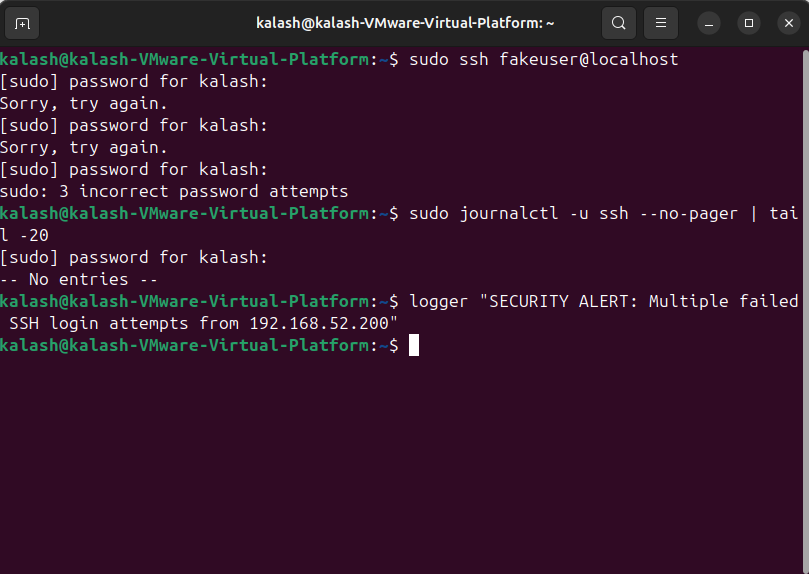 kalash@kalash-VMware-Virtual-Platform: ~
kalash@kalash-VMware-Virtual-Platform:~$ sudo ssh fakeuser@localhost
[sudo] password for kalash:
Sorry, try again.
[sudo] password for kalash:
Sorry, try again.
[sudo] password for kalash:
sudo: 3 incorrect password attempts
kalash@kalash-VMware-Virtual-Platform:~$ sudo journalctl -u ssh --no-pager | tai
l -20
[sudo] password for kalash:
-- No entries --
kalash@kalash-VMware-Virtual-Platform:~$ logger "SECURITY ALERT: Multiple failed
 SSH login attempts from 192.168.52.200"
kalash@kalash-VMware-Virtual-Platform:~$